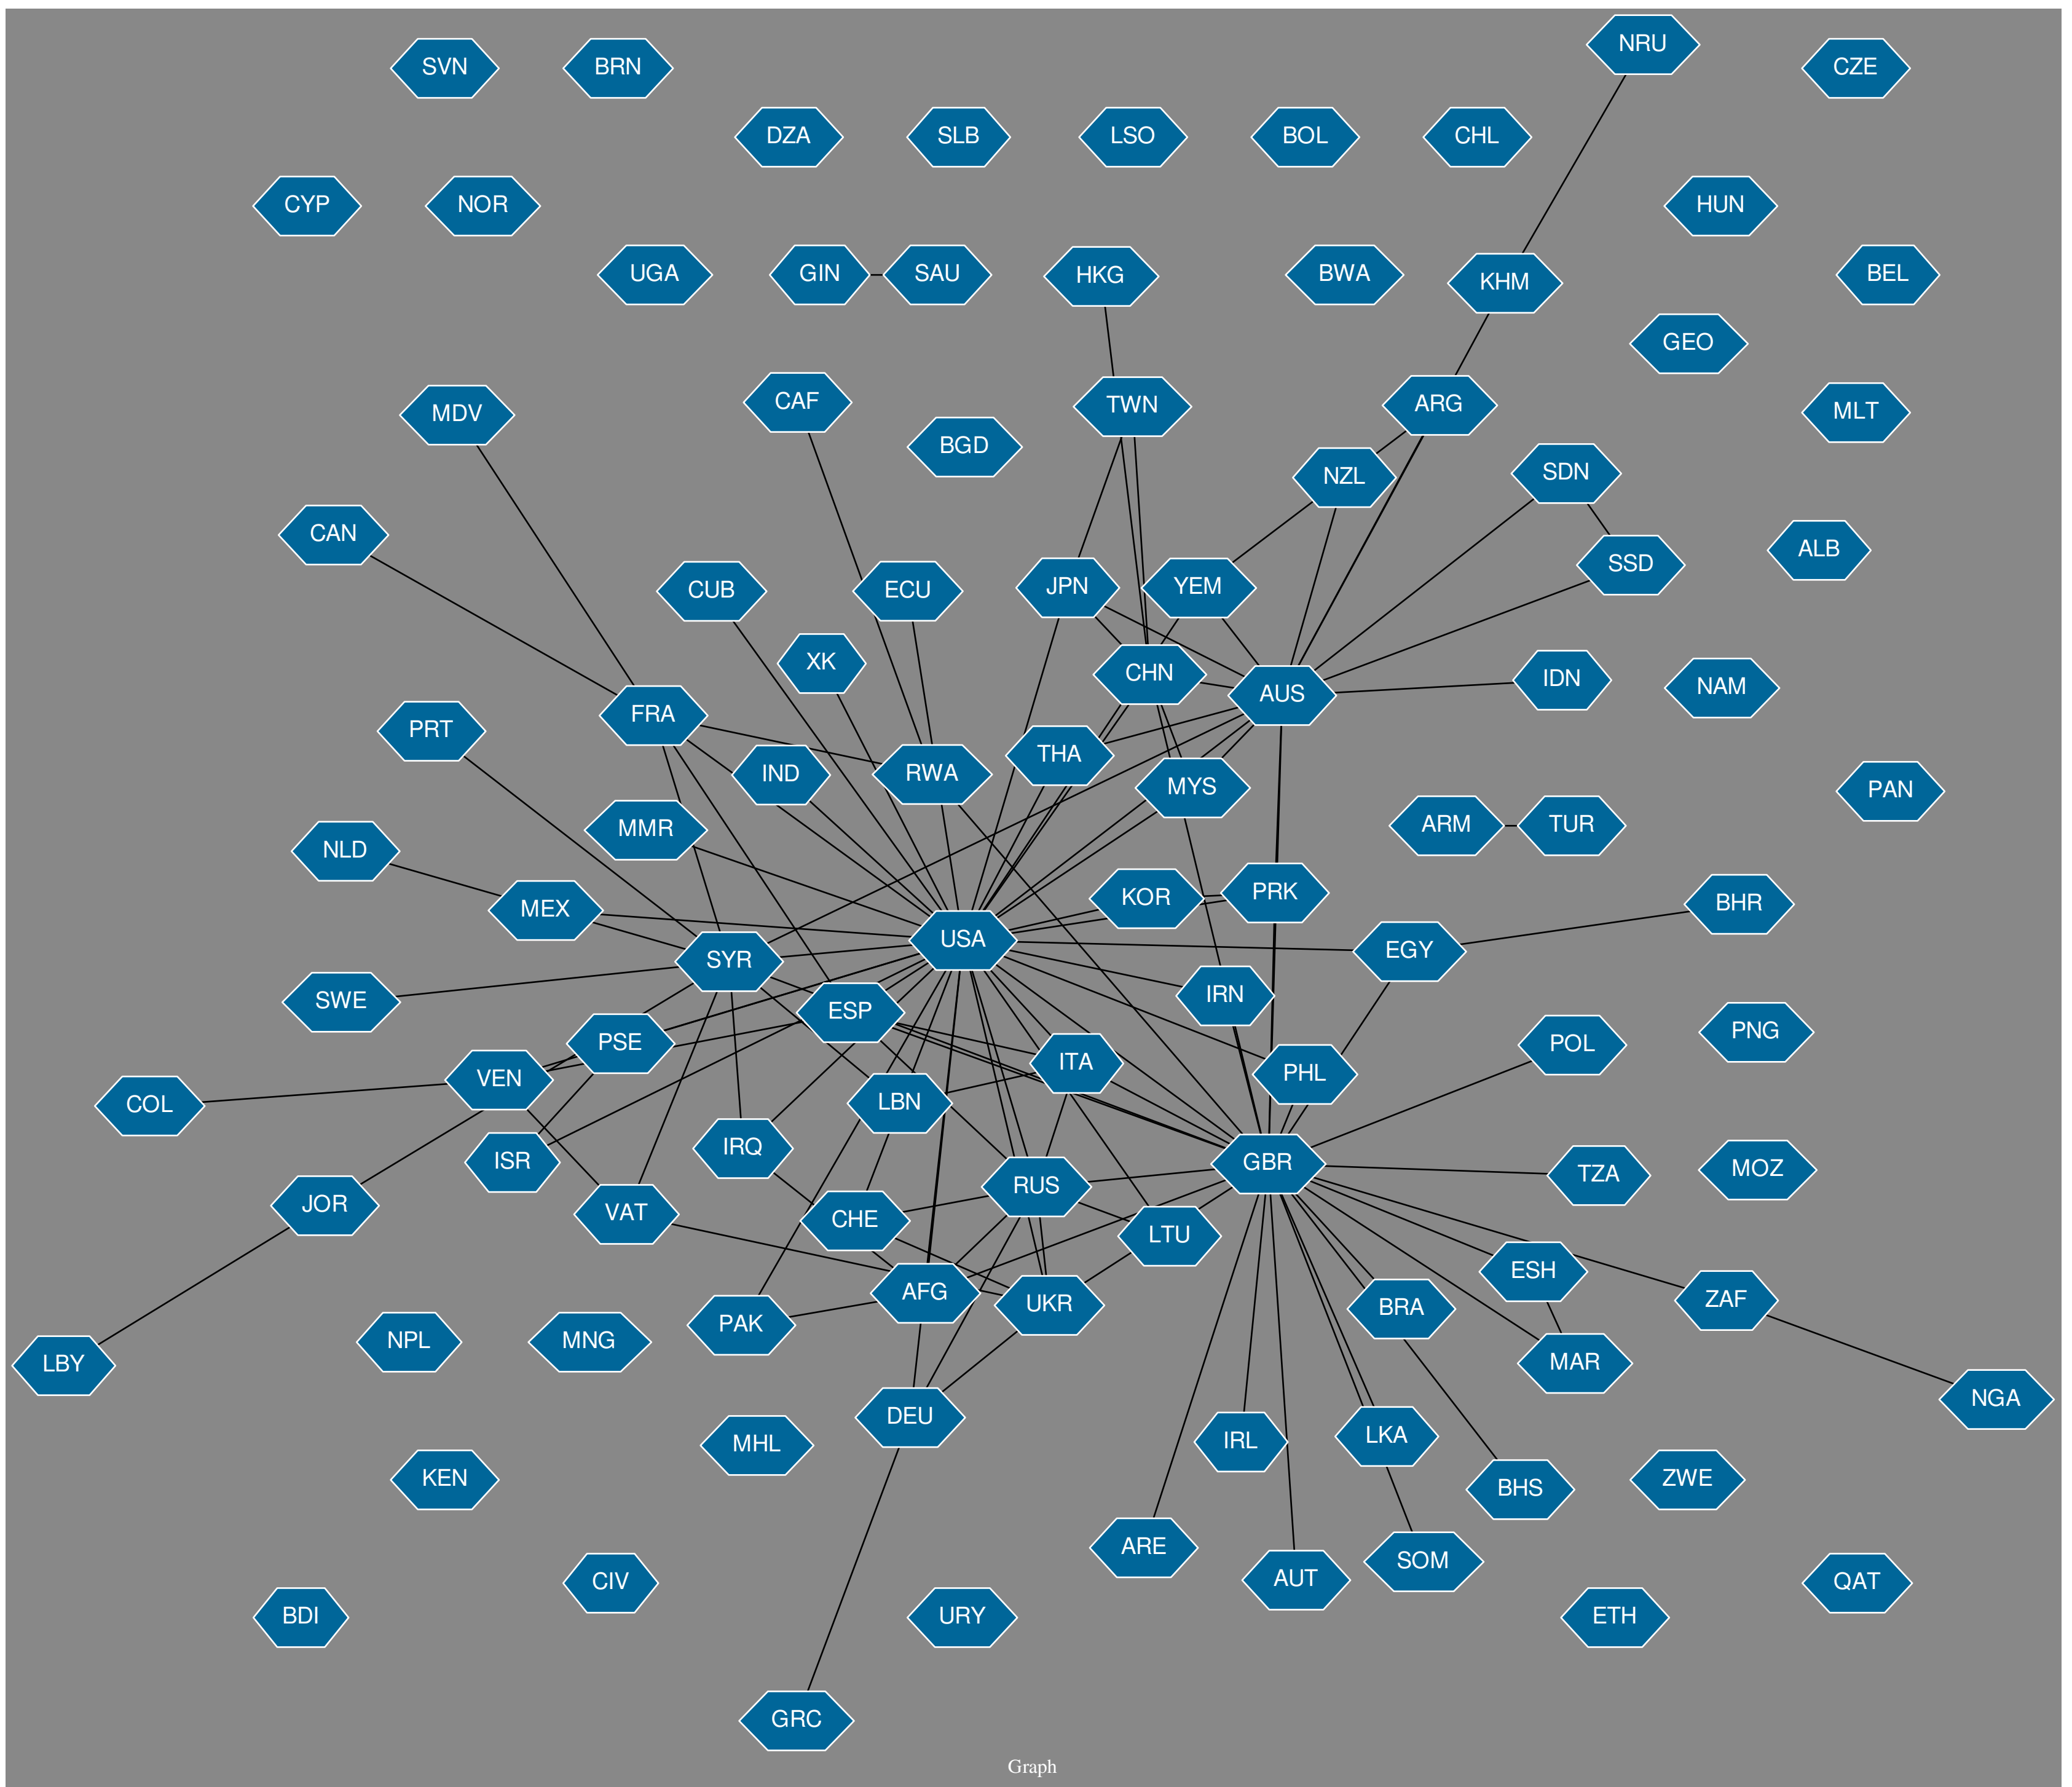 NRU
SVN
BRN
CZE
DZA
SLB
LSO
BOL
CHL
CYP
NOR
HUN
UGA
GIN
SAU
HKG
BWA
KHM
BEL
GEO
MDV
CAF
TWN
ARG
MLT
BGD
NZL
SDN
CAN
ALB
SSD
CUB
ECU
JPN
YEM
XK
CHN
AUS
IDN
NAM
FRA
PRT
IND
RWA
THA
MYS
PAN
MMR
ARM
TUR
NLD
MEX
KOR
PRK
BHR
USA
EGY
SYR
SWE
ESP
IRN
PNG
PSE
POL
VEN
ITA
PHL
COL
LBN
ISR
IRQ
GBR
TZA
MOZ
JOR
VAT
CHE
RUS
LTU
ESH
AFG
UKR
BRA
ZAF
PAK
NPL
MNG
LBY
MAR
NGA
DEU
MHL
IRL
LKA
KEN
BHS
ZWE
ARE
SOM
AUT
CIV
QAT
BDI
URY
ETH
GRC
Graph